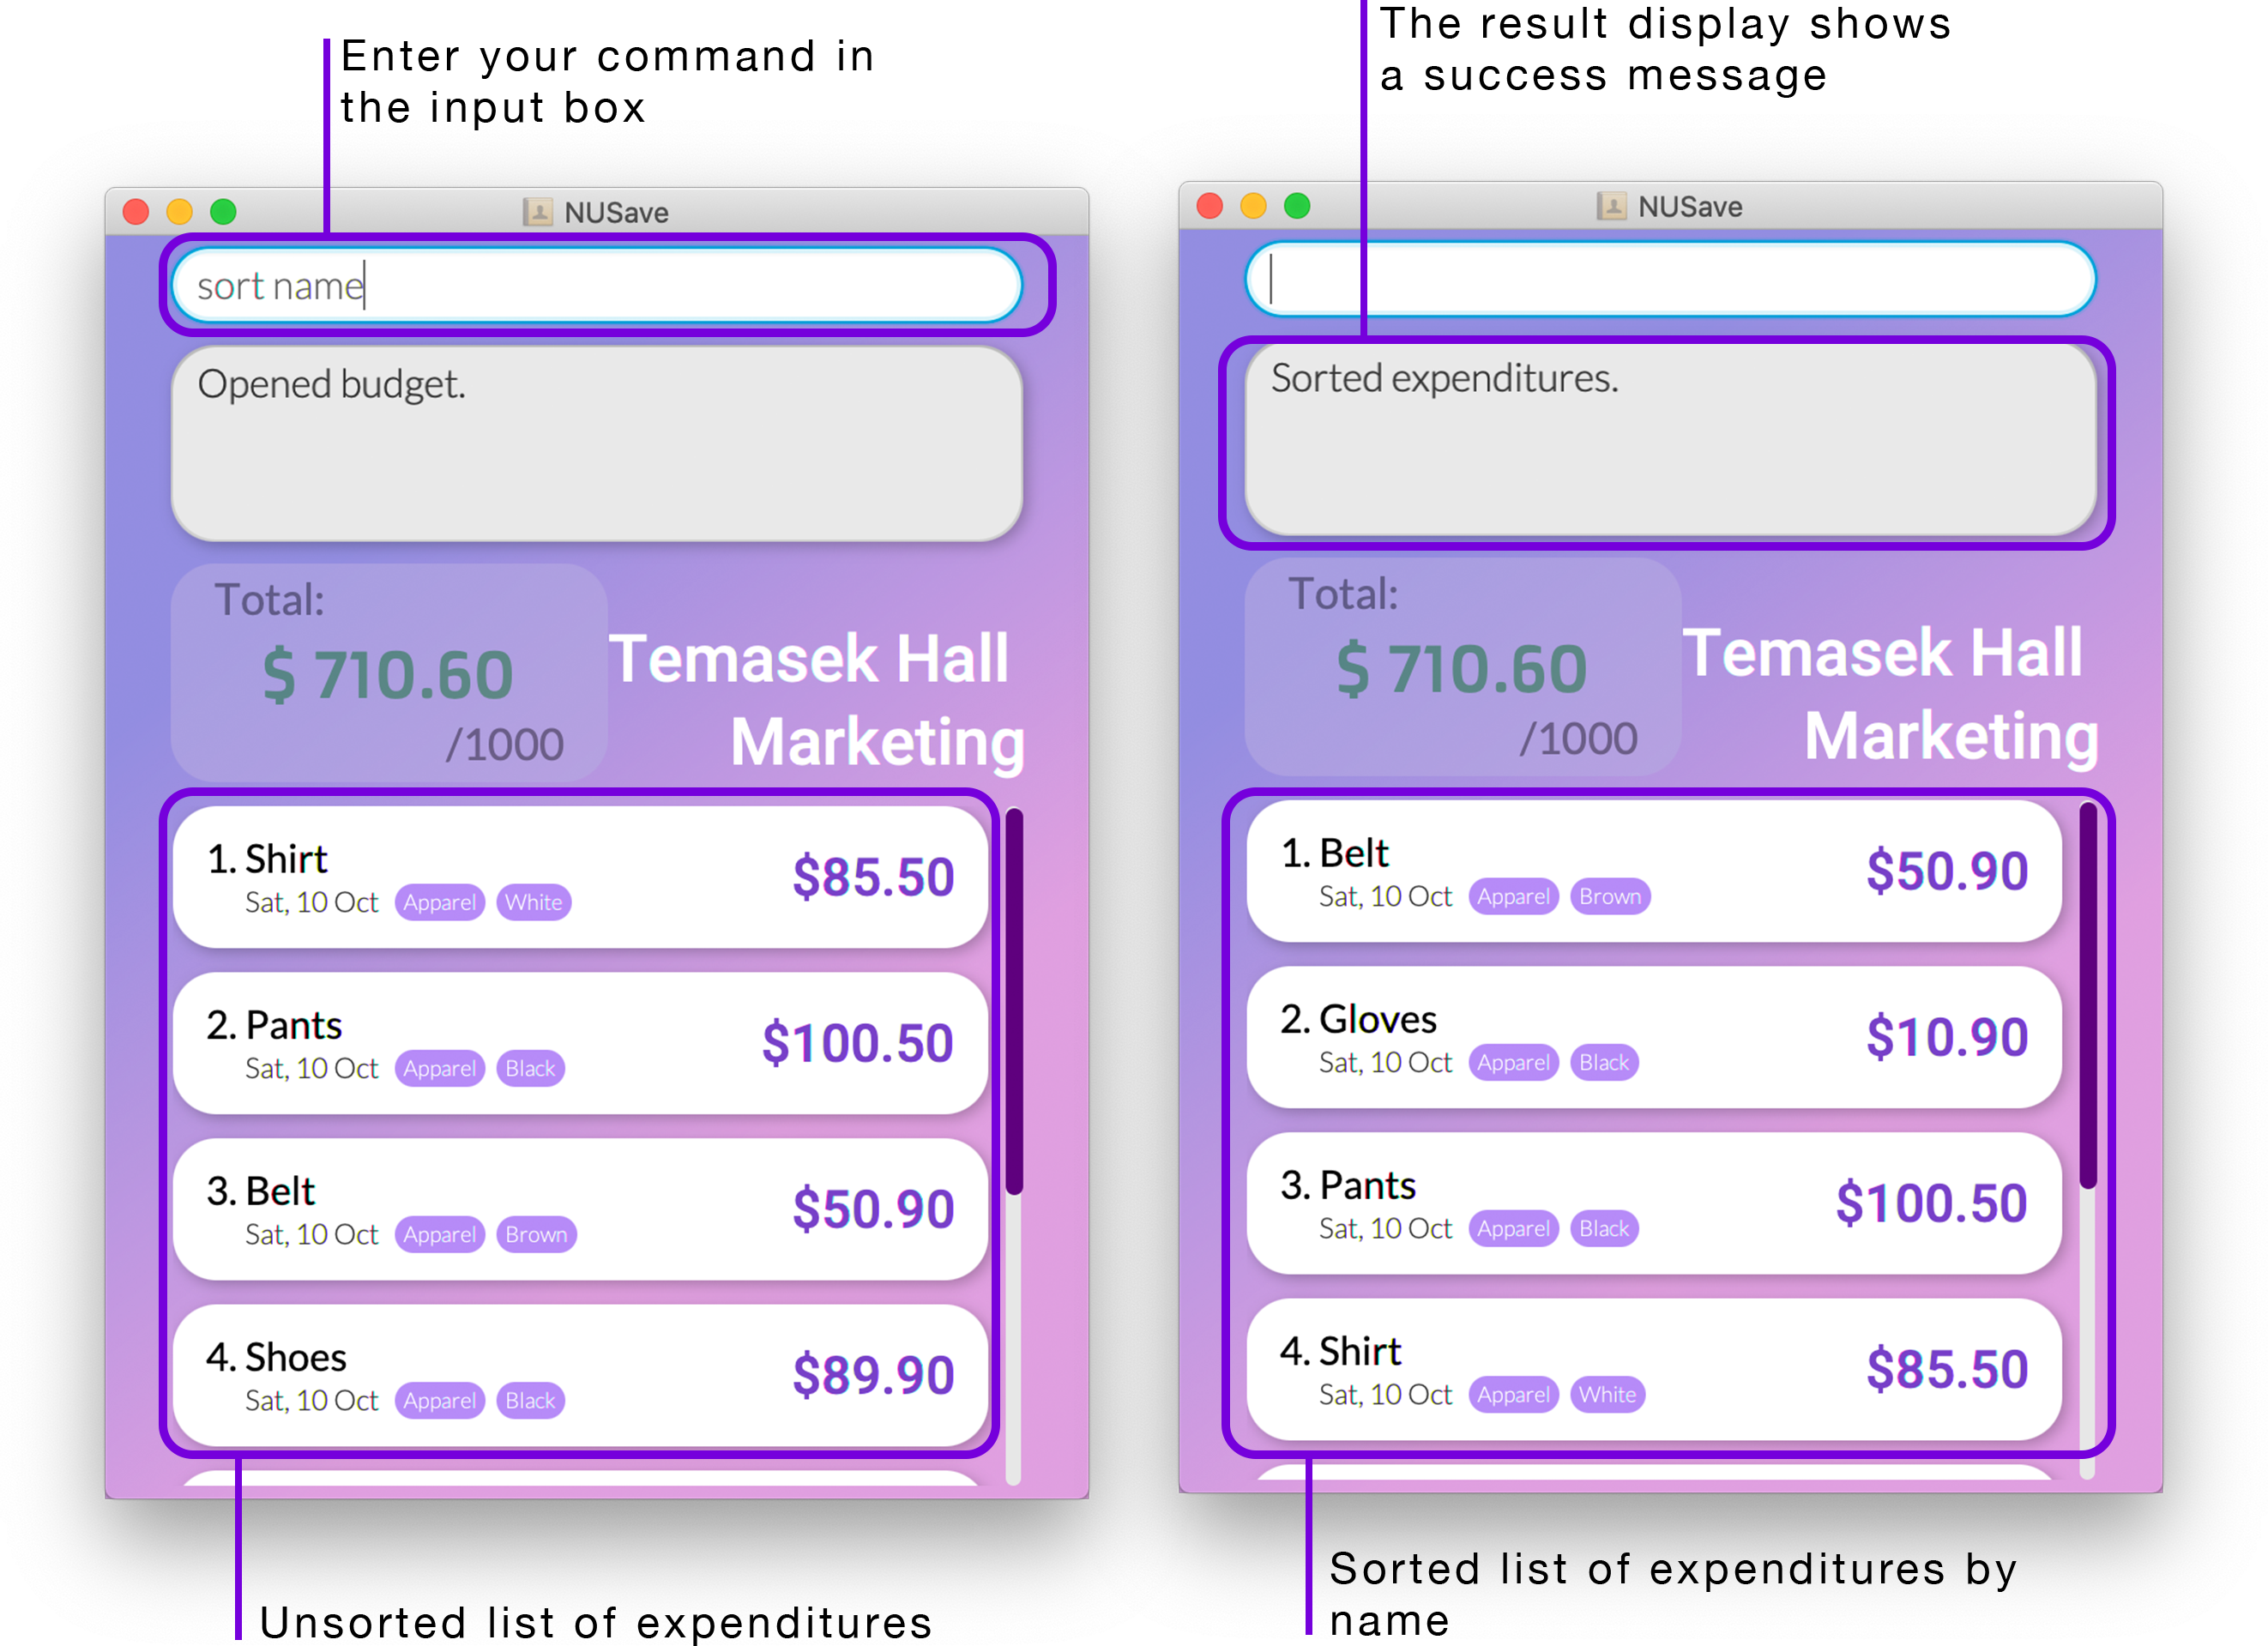 Enter your command in
the input box
NUSave
sort name
Opened budget.
Total:
$ 710.60
/1000
Temasek Hall
Marketing
1. Shirt
Sat, 10 Oct Apparel White
$85.50
2. Pants
Sat, 10 Oct Apparel Black
$100.50
3. Belt
Sat, 10 Oct Apparel Brown
$50.90
4. Shoes
Sat, 10 Oct Apparel Black
$89.90
Unsorted list of expenditures
The result display shows
a success message
NUSave
Sorted expenditures.
Total:
$ 710.60
/1000
Temasek Hall
Marketing
1. Belt
Sat, 10 Oct Apparel Brown
$50.90
2. Gloves
Sat, 10 Oct Apparel Black
$10.90
3. Pants
Sat, 10 Oct Apparel Black
$100.50
4. Shirt
Sat, 10 Oct Apparel White
$85.50
Sorted list of expenditures by
name